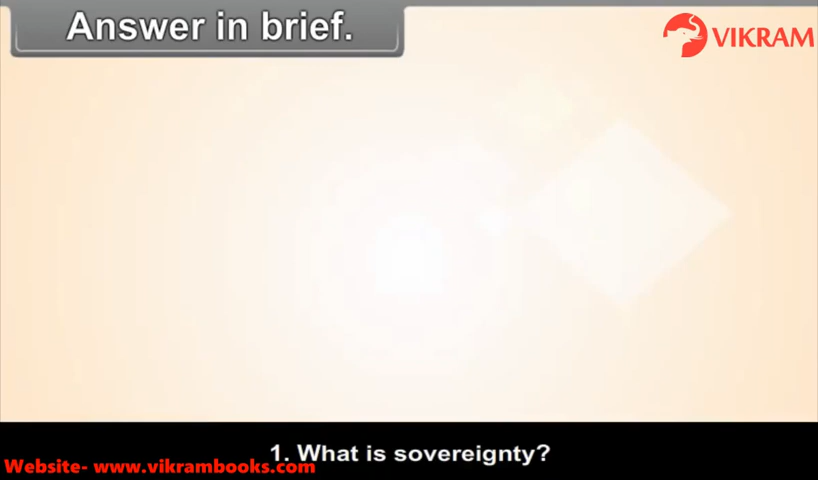 Answer in brief.
VIKRAM
1. What is sovereignty?
Website- www.vikrambooks.com